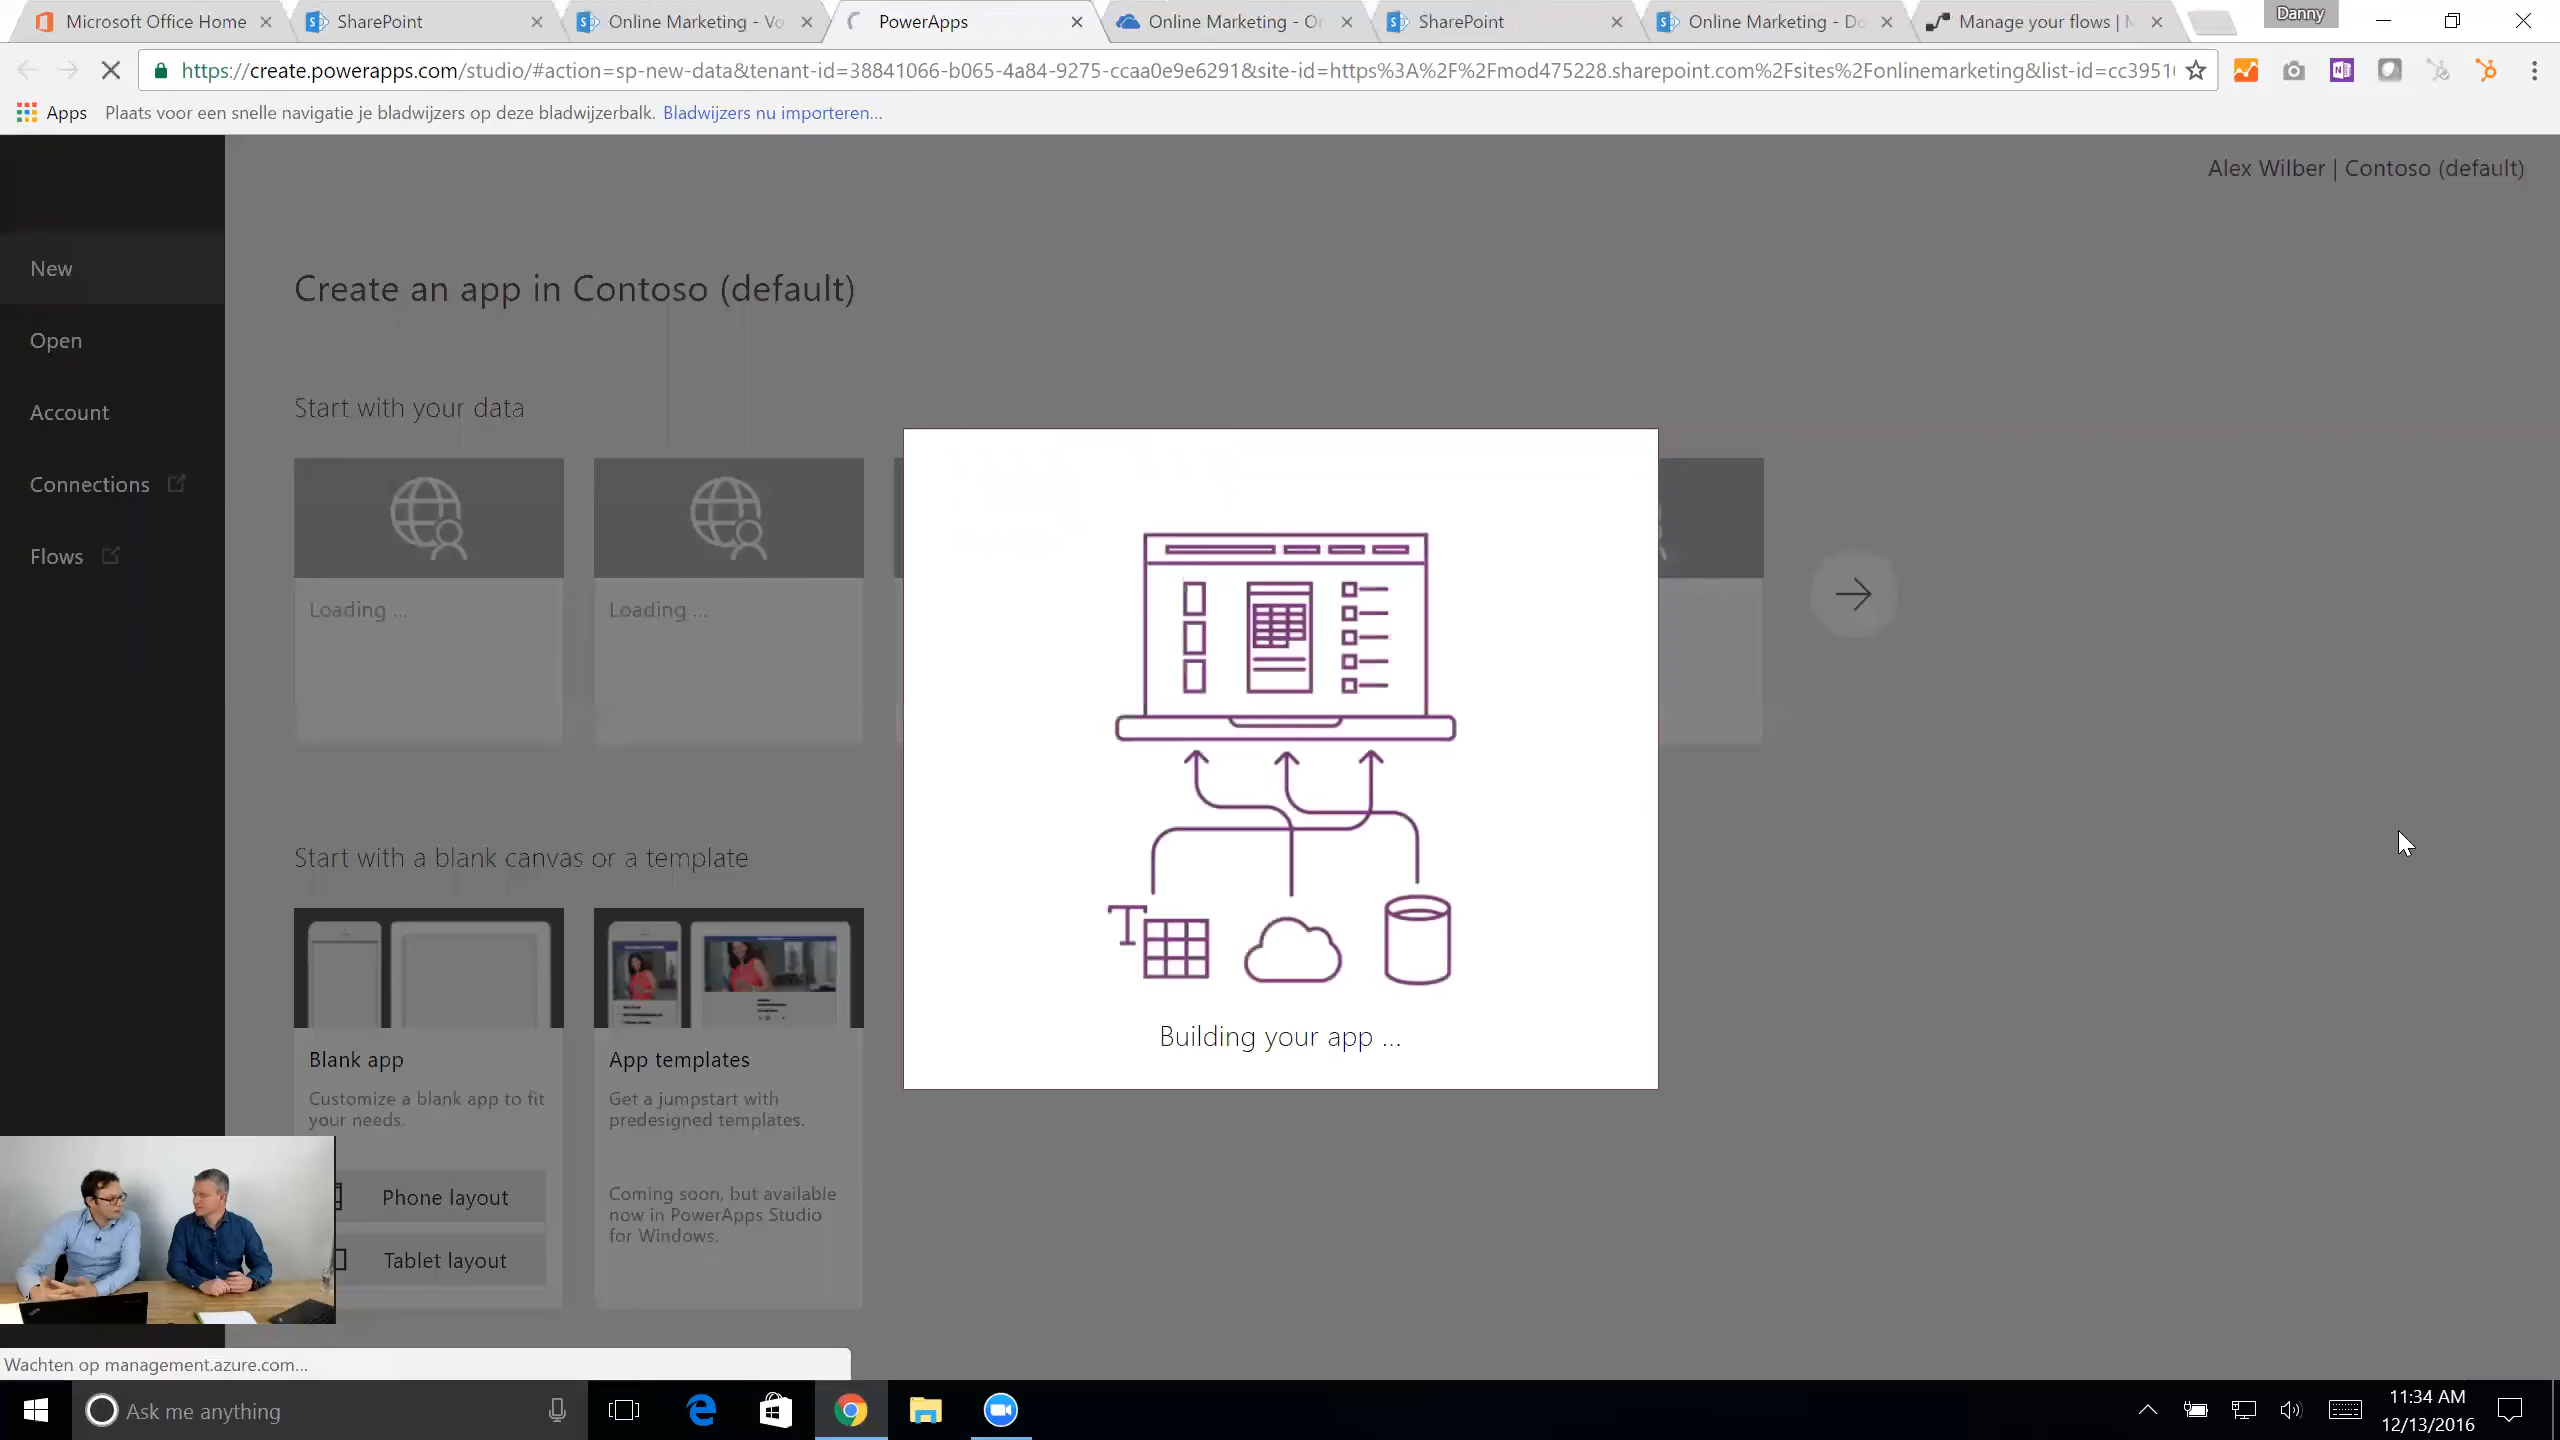 Microsoft Office Home
SharePoint
Online Marketing - Vo
PowerApps
Online Marketing - Or
SharePoint
Online Marketing - Do
Manage your flows |
Danny
https://create.powerapps.com/studio/#action=sp-new-data&tenant-id=38841066-b065-4a84-9275-ccaa0e9e6291&site-id=https%3A%2F%2Fmod475228.sharepoint.com%2Fsites%2Fonlinemarketing&list-id=cc3951
Apps
Plaats voor een snelle navigatie je bladwijzers op deze bladwijzerbalk. Bladwijzers nu importeren...
Alex Wilber | Contoso (default)
New
Open
Account
Connections
Flows
Create an app in Contoso (default)
Start with your data
Loading ...
Loading ...
Start with a blank canvas or a template
Blank app
Customize a blank app to fit
your needs.
Phone layout
Tablet layout
App templates
Get a jumpstart with
predesigned templates.
Coming soon, but available
now in PowerApps Studio
for Windows.
T
Building your app ...
Wachten op management.azure.com...
Ask me anything
11:34 AM
12/13/2016